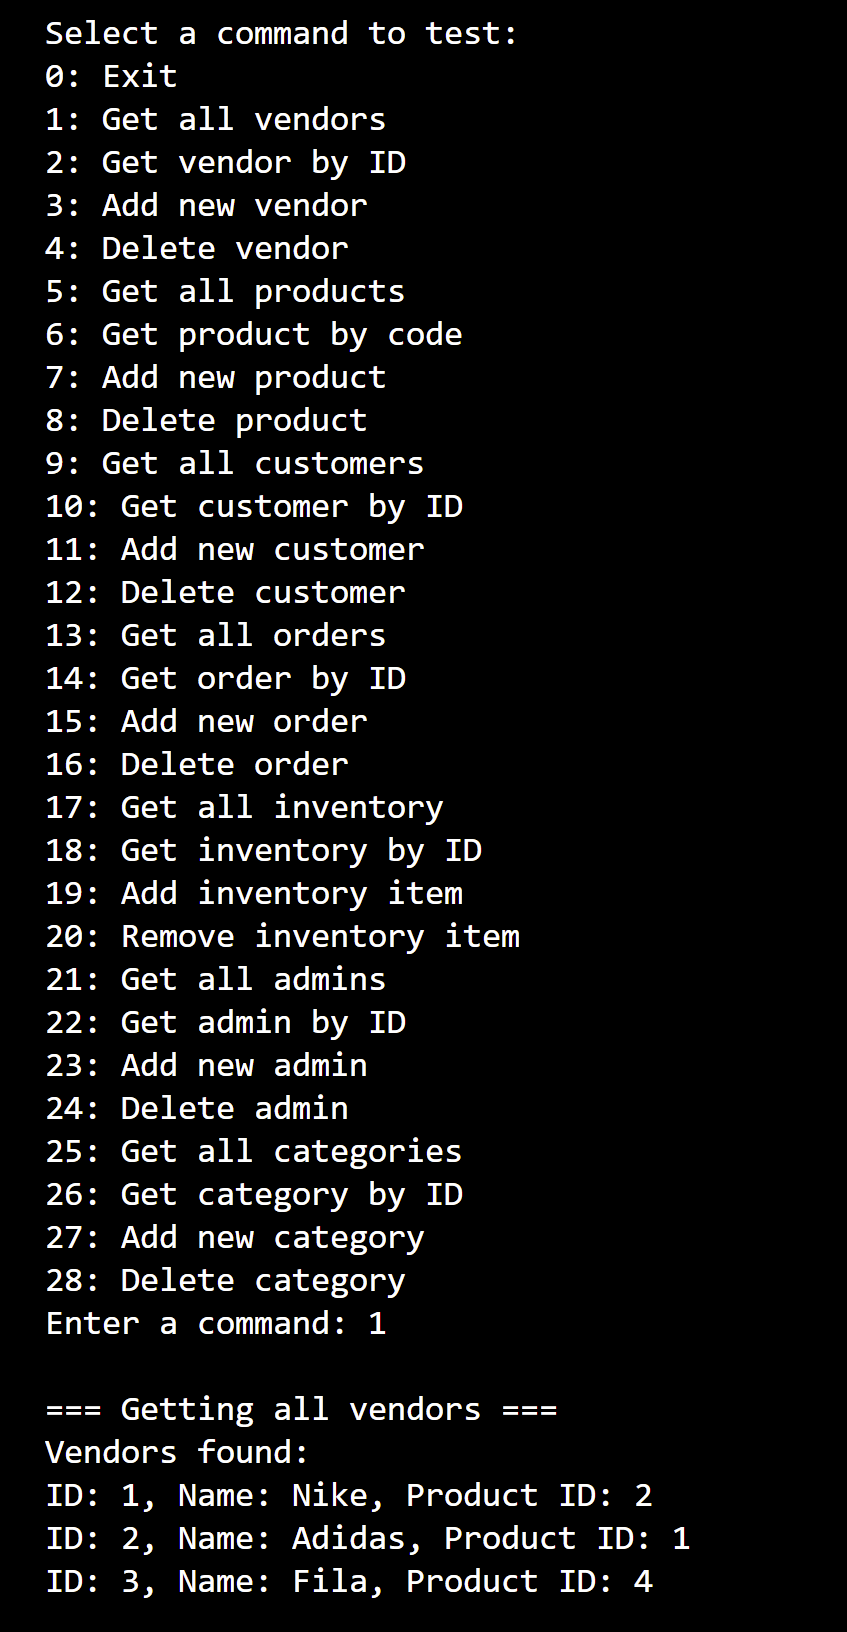 Select a command to test:
0: Exit
1: Get all vendors
2: Get vendor by ID
3: Add new vendor
4: Delete vendor
5: Get all products
6: Get product by code
7: Add new product
8: Delete product
9: Get all customers
10: Get customer by ID
11: Add new customer
12: Delete customer
13: Get all orders
14: Get order by ID
15: Add new order
16: Delete order
17: Get all inventory
18: Get inventory by ID
19: Add inventory item
20: Remove inventory item
21: Get all admins
22: Get admin by ID
23: Add new admin
24: Delete admin
25: Get all categories
26: Get category by ID
27: Add new category
28: Delete category
Enter a command: 1
=== Getting all vendors ===
Vendors found:
ID: 1, Name: Nike, Product ID: 2
ID: 2, Name: Adidas, Product ID: 1
ID: 3, Name: Fila, Product ID: 4